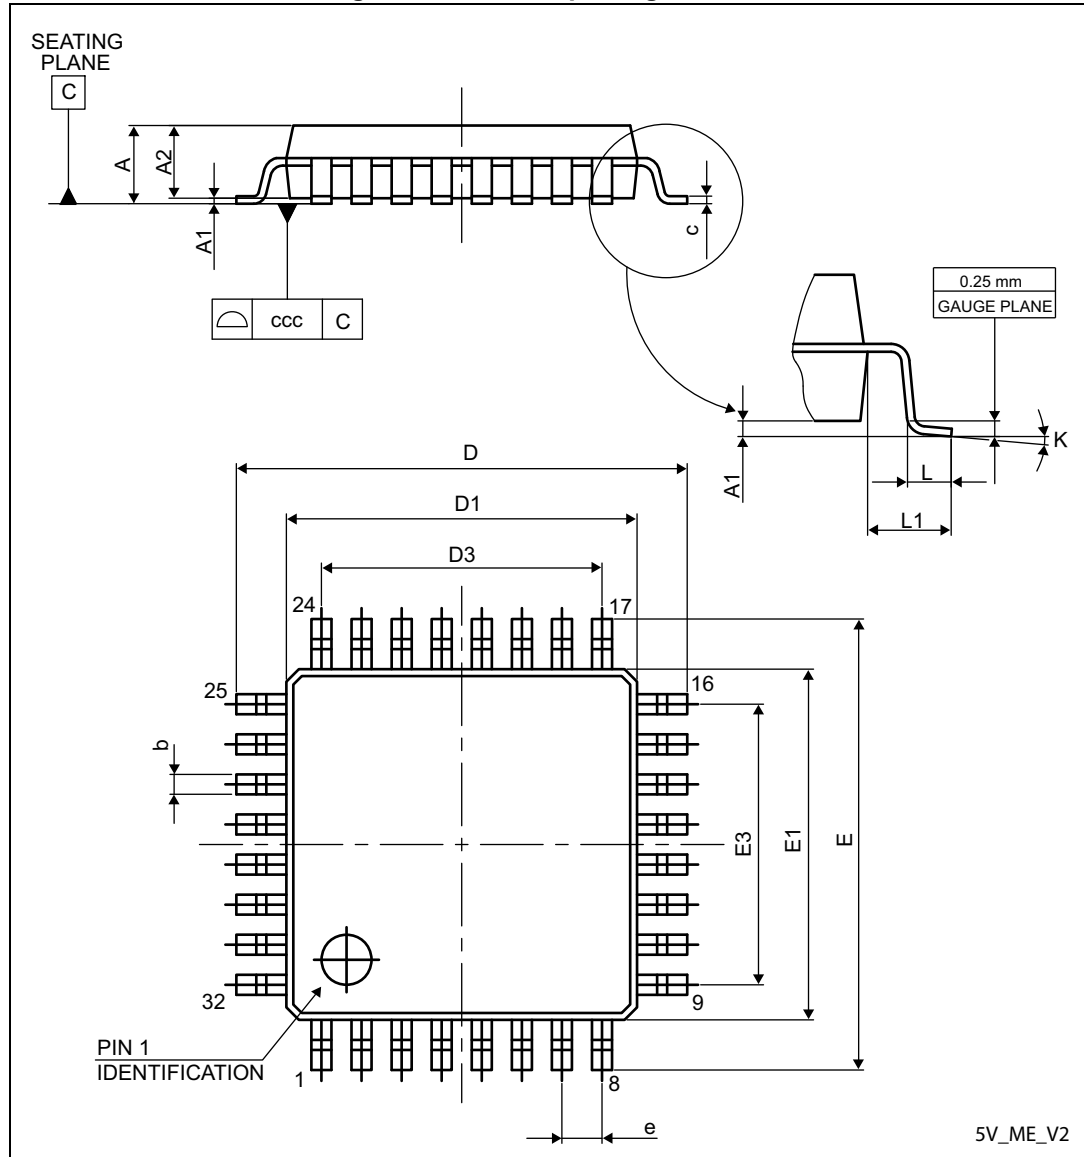 SEATING
PLANE
C
A
A2
A1
c
ccc
C
0.25 mm
GAUGE PLANE
K
A1
L
L1
D
D1
D3
24
17
25
16
b
E3
E1
E
32
9
PIN 1
IDENTIFICATION
1
8
e
5V_ME_V2